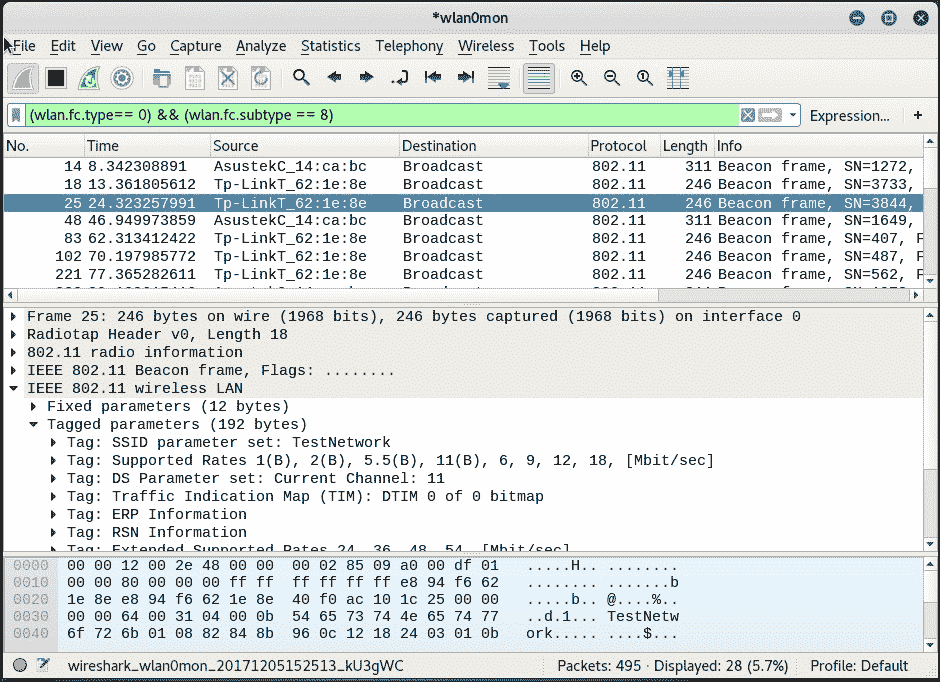 *wlan0mon
File Edit View Go Capture Analyze Statistics Telephony Wireless Tools Help
(wlan.fc.type== 0) && (wlan.fc.subtype == 8) Expression... +
No. Time Source Destination Protocol Length Info
14 8.342308891 AsustekC_14:ca:bc Broadcast 802.11 311 Beacon frame, SN=1272,
18 13.361805612 Tp-LinkT_62:1e:8e Broadcast 802.11 246 Beacon frame, SN=3733,
25 24.323257991 Tp-LinkT_62:1e:8e Broadcast 802.11 246 Beacon frame, SN=3844,
48 46.949973859 AsustekC_14:ca:bc Broadcast 802.11 311 Beacon frame, SN=1649,
83 62.313412422 Tp-LinkT_62:1e:8e Broadcast 802.11 246 Beacon frame, SN=407, F
102 70.197985772 Tp-LinkT_62:1e:8e Broadcast 802.11 246 Beacon frame, SN=487, F
221 77.365282611 Tp-LinkT_62:1e:8e Broadcast 802.11 246 Beacon frame, SN=562, F
Frame 25: 246 bytes on wire (1968 bits), 246 bytes captured (1968 bits) on interface 0
Radiotap Header v0, Length 18
802.11 radio information
IEEE 802.11 Beacon frame, Flags: ........
IEEE 802.11 wireless LAN
Fixed parameters (12 bytes)
Tagged parameters (192 bytes)
Tag: SSID parameter set: TestNetwork
Tag: Supported Rates 1(B), 2(B), 5.5(B), 11(B), 6, 9, 12, 18, [Mbit/sec]
Tag: DS Parameter set: Current Channel: 11
Tag: Traffic Indication Map (TIM): DTIM 0 of 0 bitmap
Tag: ERP Information
Tag: RSN Information
Tag: Extended Supported Rates 24, 36, 48, 54, [Mbit/sec]
0000 00 00 12 00 2e 48 00 00 00 02 85 09 a0 00 df 01 .....H.. ........
0010 00 00 80 00 00 00 ff ff ff ff ff ff e8 94 f6 62 ........ .......b
0020 1e 8e e8 94 f6 62 1e 8e 40 f0 ac 10 1c 25 00 00 .....b.. @....%..
0030 00 00 64 00 31 04 00 0b 54 65 73 74 4e 65 74 77 ..d.1... TestNetw
0040 6f 72 6b 01 08 82 84 8b 96 0c 12 18 24 03 01 0b ork..... ....$...
wireshark_wlan0mon_20171205152513_kU3qWC Packets: 495 · Displayed: 28 (5.7%) Profile: Default